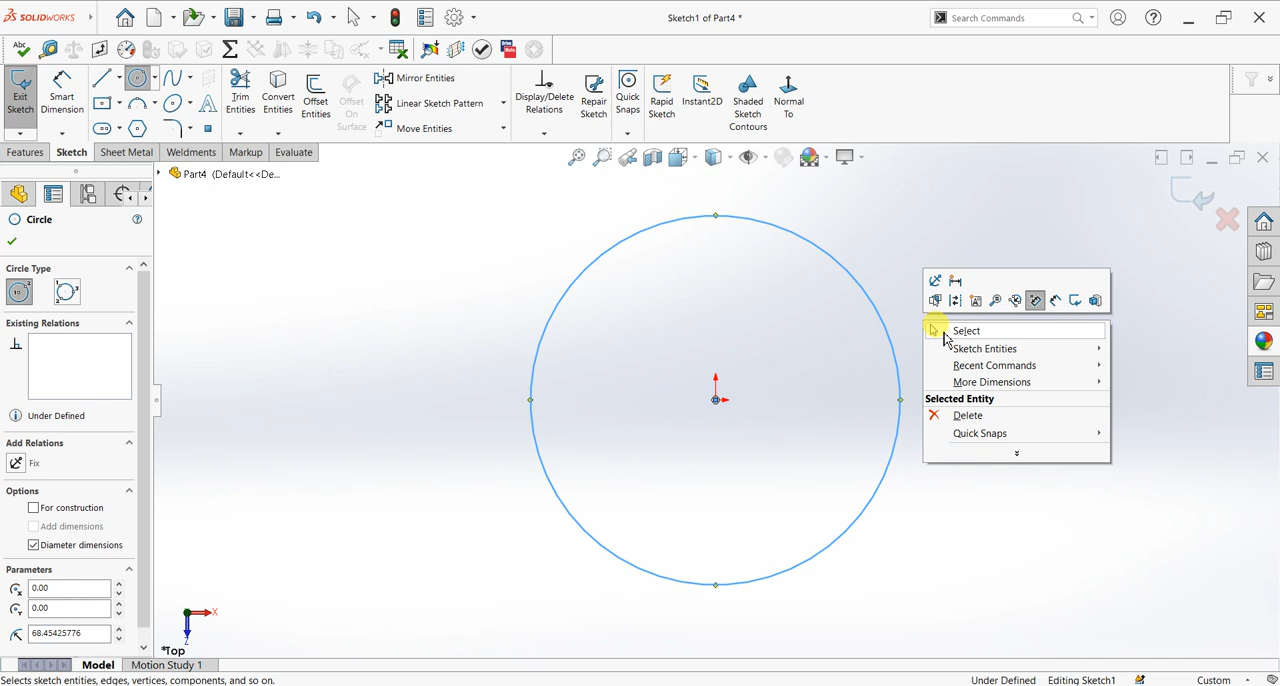 SOLIDWORKS
Sketch1 of Part4 *
Search Commands
Exit Sketch
Smart Dimension
Trim Entities
Convert Entities
Offset Entities
Offset On Surface
Mirror Entities
Linear Sketch Pattern
Move Entities
Display/Delete Relations
Repair Sketch
Quick Snaps
Rapid Sketch
Instant2D
Shaded Sketch Contours
Normal To
Features
Sketch
Sheet Metal
Weldments
Markup
Evaluate
Part4 (Default<<De...
Circle
Circle Type
Existing Relations
Under Defined
Add Relations
Fix
Options
For construction
Add dimensions
Diameter dimensions
Parameters
0.00
0.00
68.45425776
Select
Sketch Entities
Recent Commands
More Dimensions
Selected Entity
Delete
Quick Snaps
X
Z
*Top
Model
Motion Study 1
Selects sketch entities, edges, vertices, components, and so on.
Under Defined
Editing Sketch1
Custom